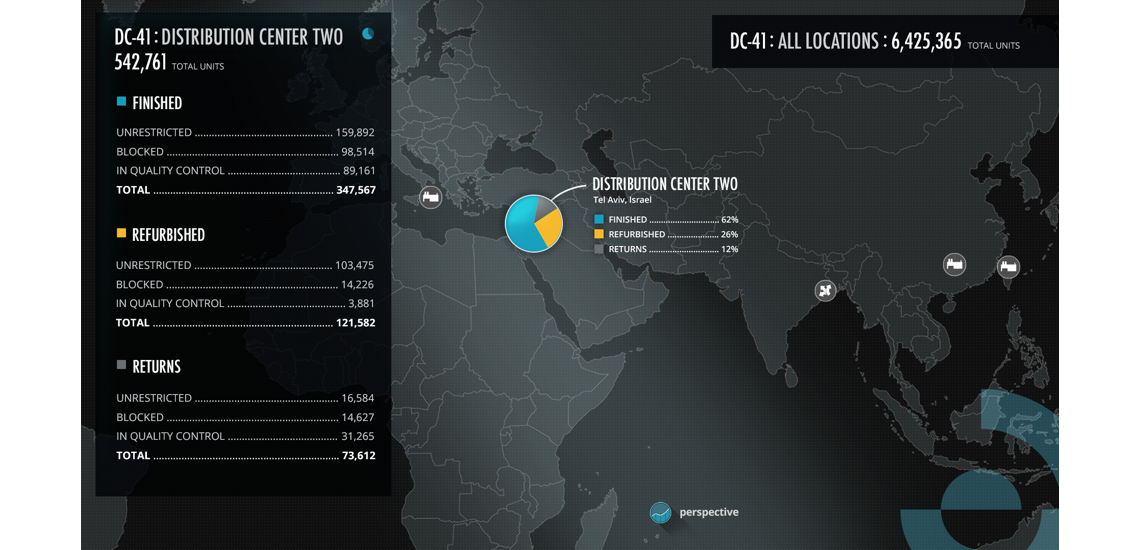 DC-41 : DISTRIBUTION CENTER TWO
542,761 TOTAL UNITS
FINISHED
UNRESTRICTED ........................................ 159,892
BLOCKED ........................................ 98,514
IN QUALITY CONTROL ........................................ 89,161
TOTAL ........................................ 347,567
REFURBISHED
UNRESTRICTED ........................................ 103,475
BLOCKED ........................................ 14,226
IN QUALITY CONTROL ........................................ 3,881
TOTAL ........................................ 121,582
RETURNS
UNRESTRICTED ........................................ 16,584
BLOCKED ........................................ 14,627
IN QUALITY CONTROL ........................................ 31,265
TOTAL ........................................ 73,612
DC-41 : ALL LOCATIONS : 6,425,365 TOTAL UNITS
DISTRIBUTION CENTER TWO
Tel Aviv, Israel
FINISHED ........................ 62%
REFURBISHED ........................ 26%
RETURNS ........................ 12%
perspective